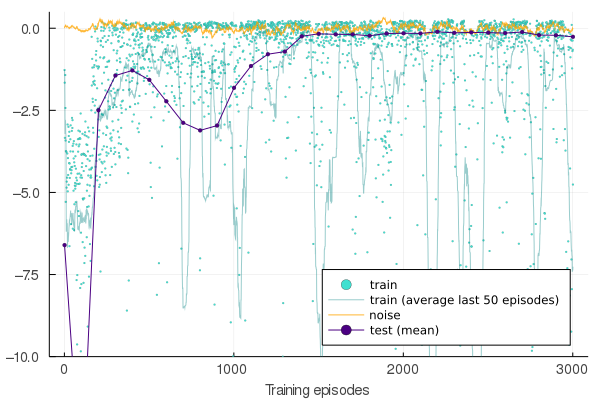 0.0
−2.5
−5.0
−7.5
−10.0
0
1000
2000
3000
Training episodes
train
train (average last 50 episodes)
noise
test (mean)